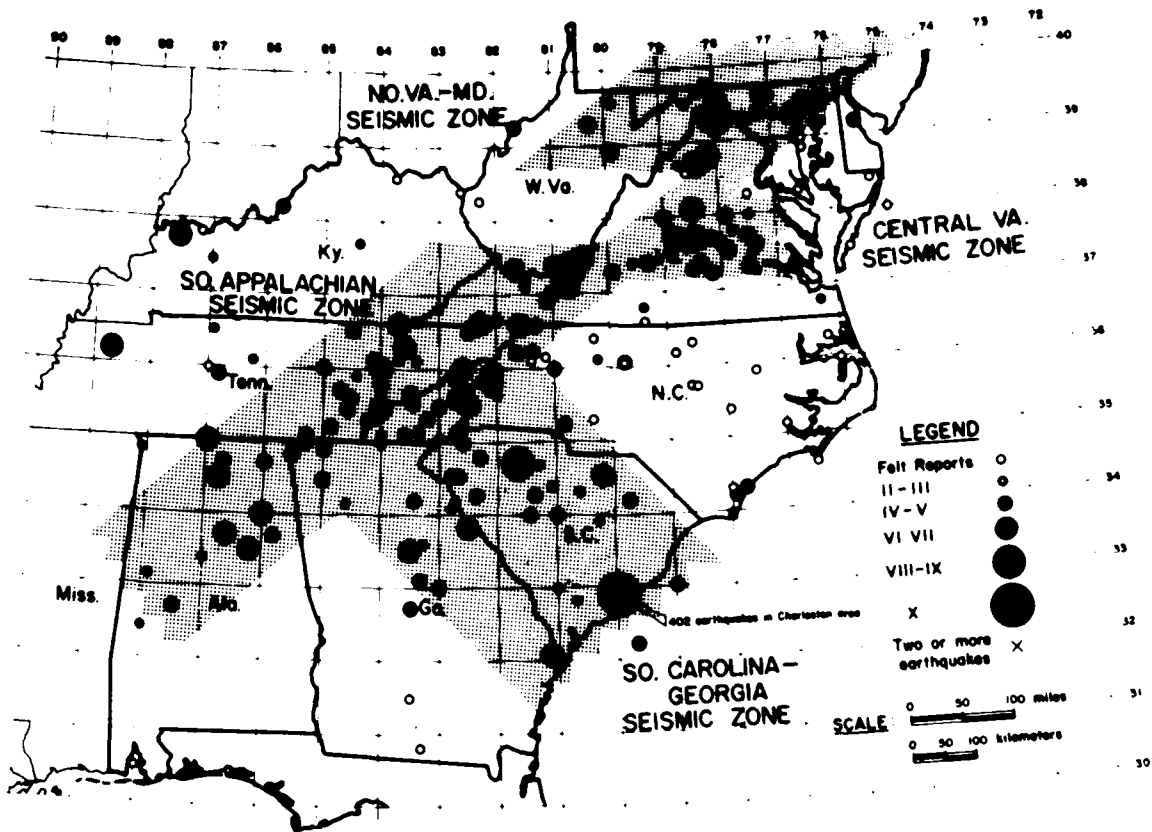 90 89 88 87 86 85 84 83 82 81 80 79 78 77 76 75 74 73 72
40
39
38
37
36
35
34
33
32
31
30
NO. VA.-MD.
SEISMIC ZONE
W.Va.
CENTRAL VA.
SEISMIC ZONE
Ky.
SO. APPALACHIAN
SEISMIC ZONE
Tenn.
N.C.
S.C.
Miss.
Ala.
Ga.
402 earthquakes in Charleston area
SO. CAROLINA-
GEORGIA
SEISMIC ZONE
LEGEND
Felt Reports
II-III
IV-V
VI VII
VIII-IX
X
Two or more
earthquakes
SCALE
0 50 100 miles
0 50 100 kilometers